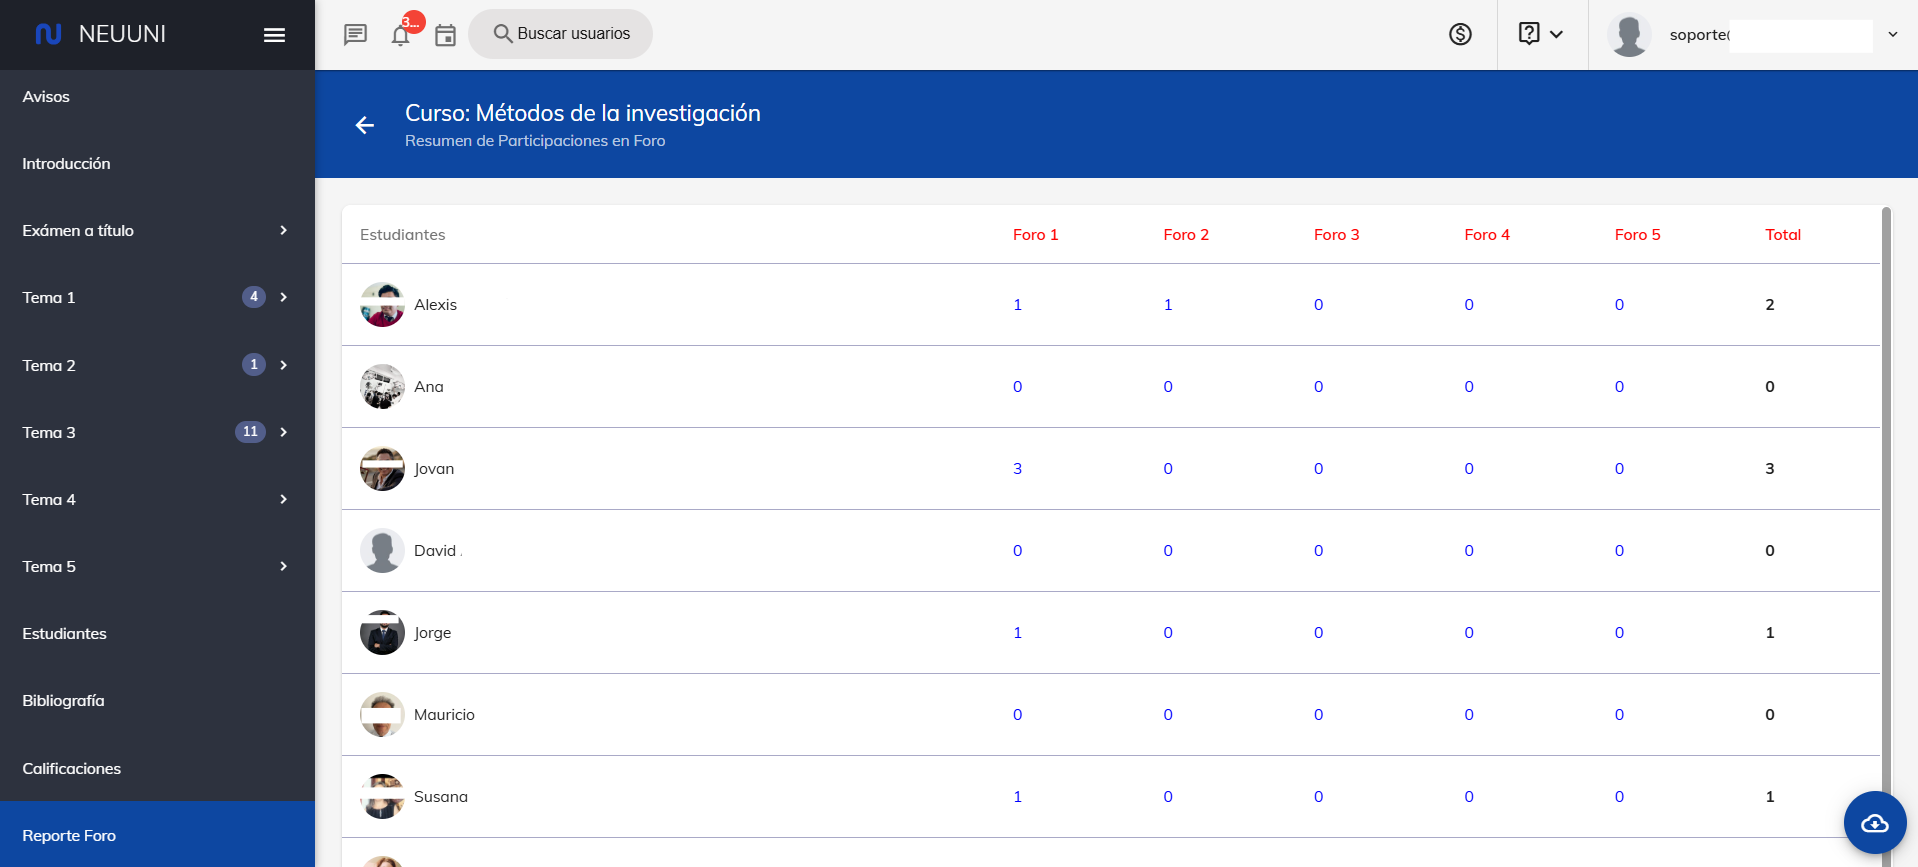 NEUUNI
3...
Buscar usuarios
soporte
Avisos
Introducción
Exámen a título
Tema 1 4
Tema 2 1
Tema 3 11
Tema 4
Tema 5
Estudiantes
Bibliografía
Calificaciones
Reporte Foro
Curso: Métodos de la investigación
Resumen de Participaciones en Foro
Estudiantes Foro 1 Foro 2 Foro 3 Foro 4 Foro 5 Total
Alexis 1 1 0 0 0 2
Ana 0 0 0 0 0 0
Jovan 3 0 0 0 0 3
David . 0 0 0 0 0 0
Jorge 1 0 0 0 0 1
Mauricio 0 0 0 0 0 0
Susana 1 0 0 0 0 1